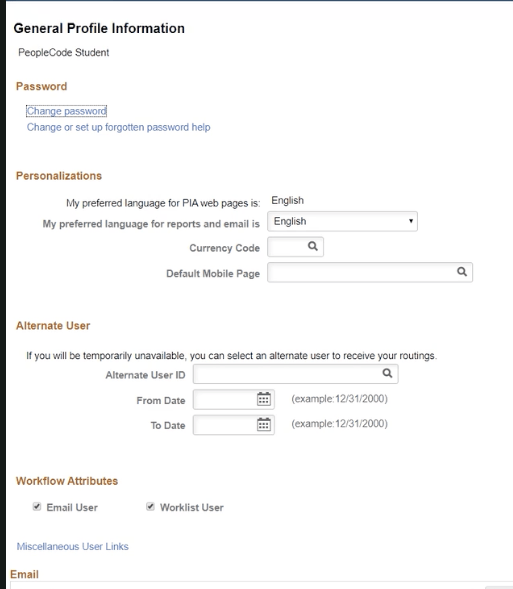 General Profile Information
PeopleCode Student
Password
Change password
Change or set up forgotten password help
Personalizations
My preferred language for PIA web pages is: English
My preferred language for reports and email is English
Currency Code
Default Mobile Page
Alternate User
If you will be temporarily unavailable, you can select an alternate user to receive your routings.
Alternate User ID
From Date (example:12/31/2000)
To Date (example:12/31/2000)
Workflow Attributes
Email User Worklist User
Miscellaneous User Links
Email